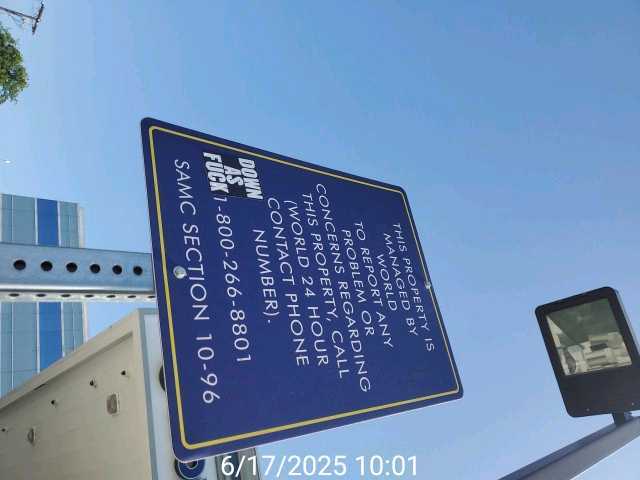 THIS PROPERTY IS
MANAGED BY
WORLD
TO REPORT ANY
PROBLEM OR
CONCERNS REGARDING
THIS PROPERTY, CALL
(WORLD 24 HOUR
CONTACT PHONE
NUMBER).
1-800-266-8801
SAMC SECTION 10-96
DOWN
AS
FUCK
6/17/2025 10:01